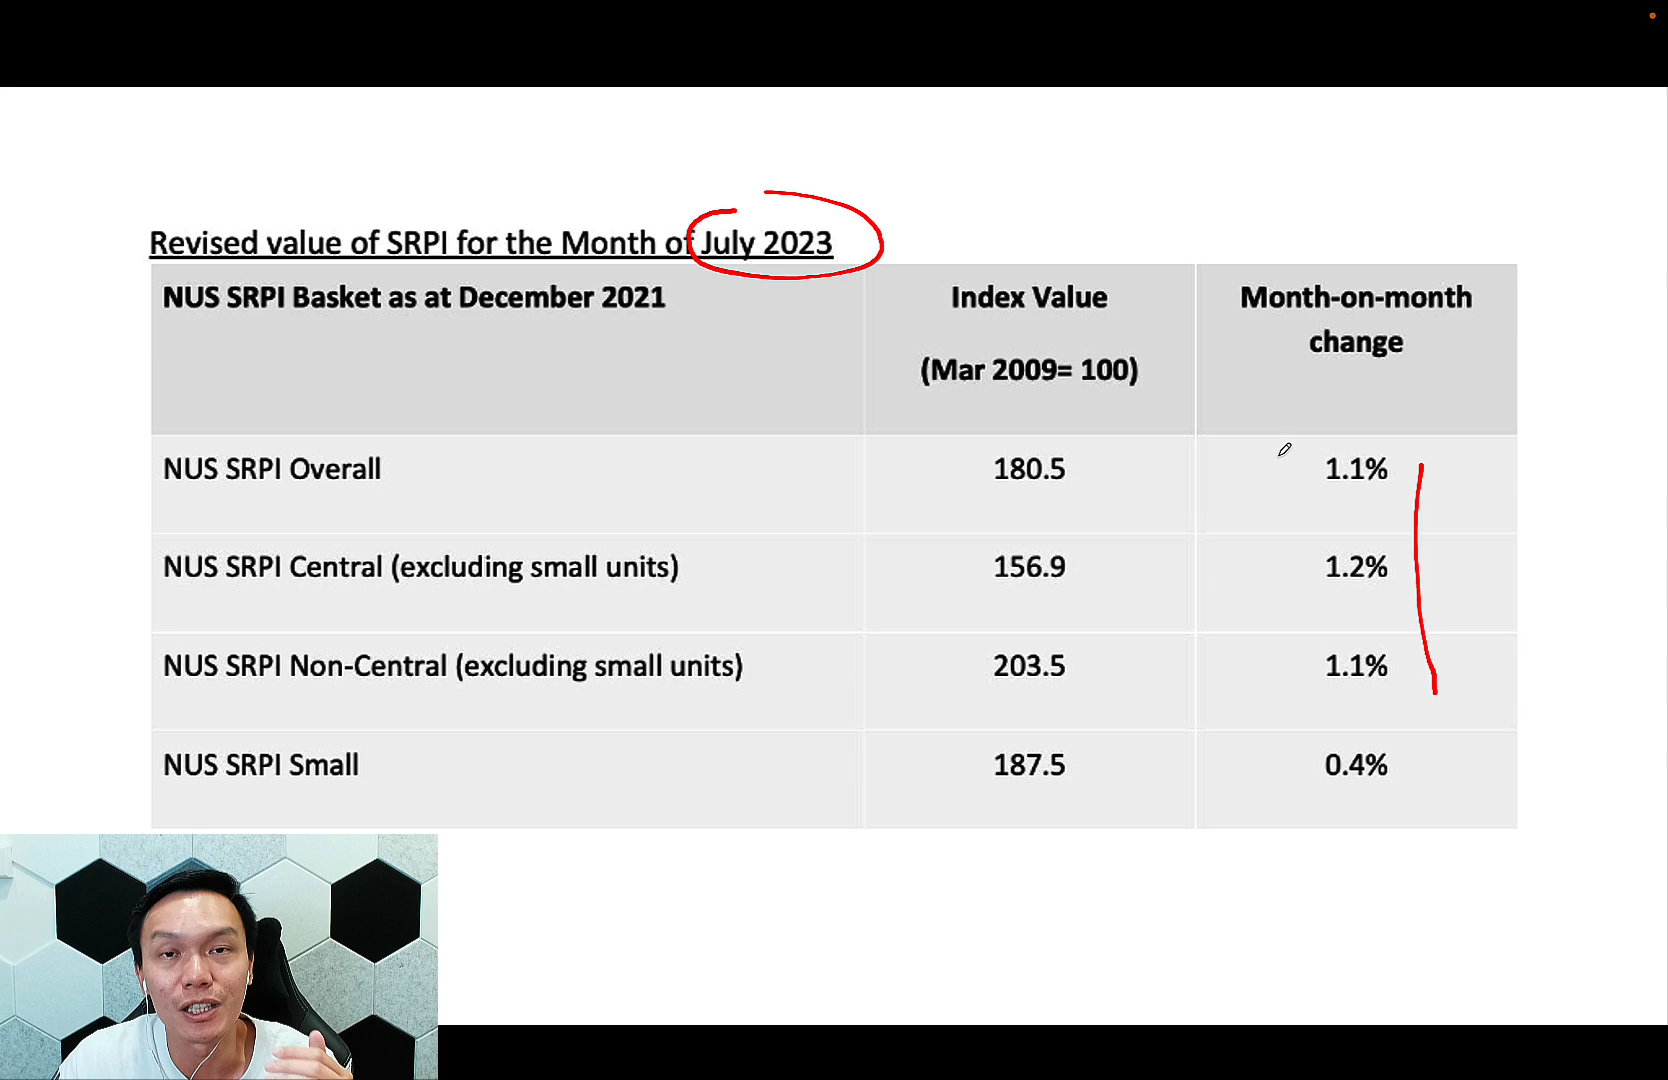 Revised value of SRPI for the Month of July 2023
NUS SRPI Basket as at December 2021
Index Value
(Mar 2009= 100)
Month-on-month
change
NUS SRPI Overall 180.5 1.1%
NUS SRPI Central (excluding small units) 156.9 1.2%
NUS SRPI Non-Central (excluding small units) 203.5 1.1%
NUS SRPI Small 187.5 0.4%